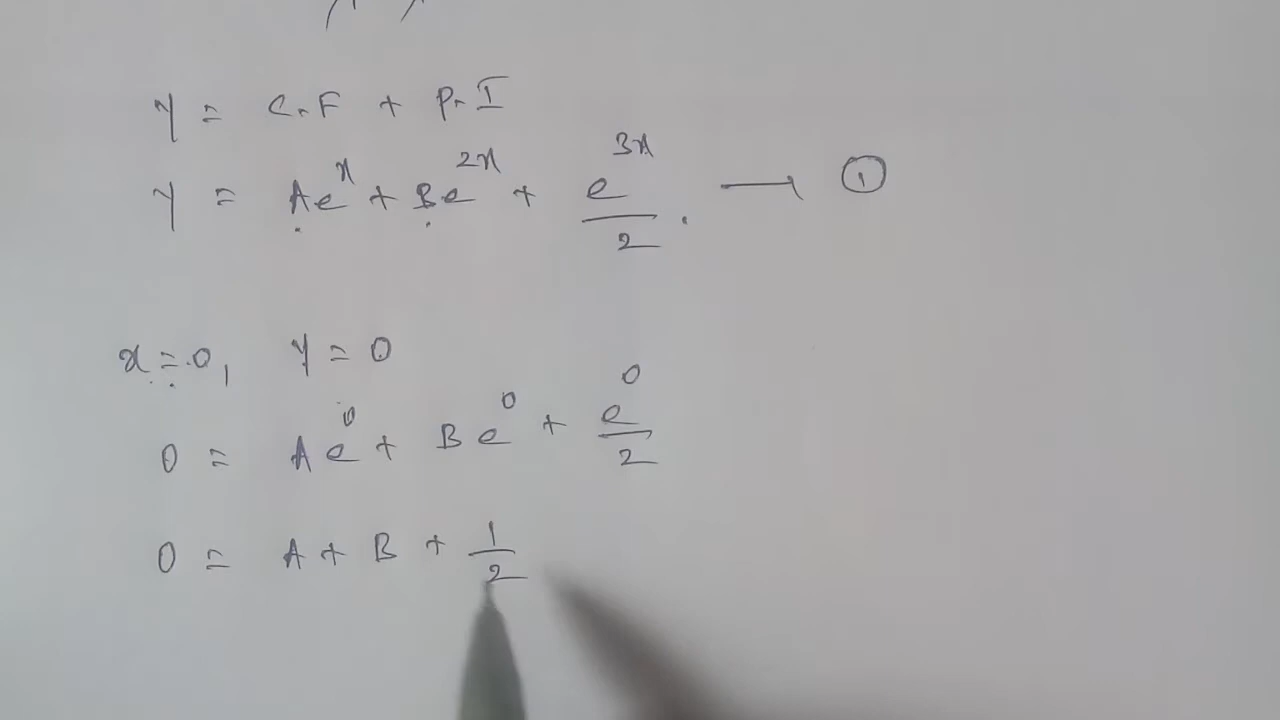 y = C.F + P.I
y = Ae^x + Be^2x + e^3x/2. → ①
x = 0, y = 0
0 = Ae^0 + Be^0 + e^0/2
0 = A + B + 1/2